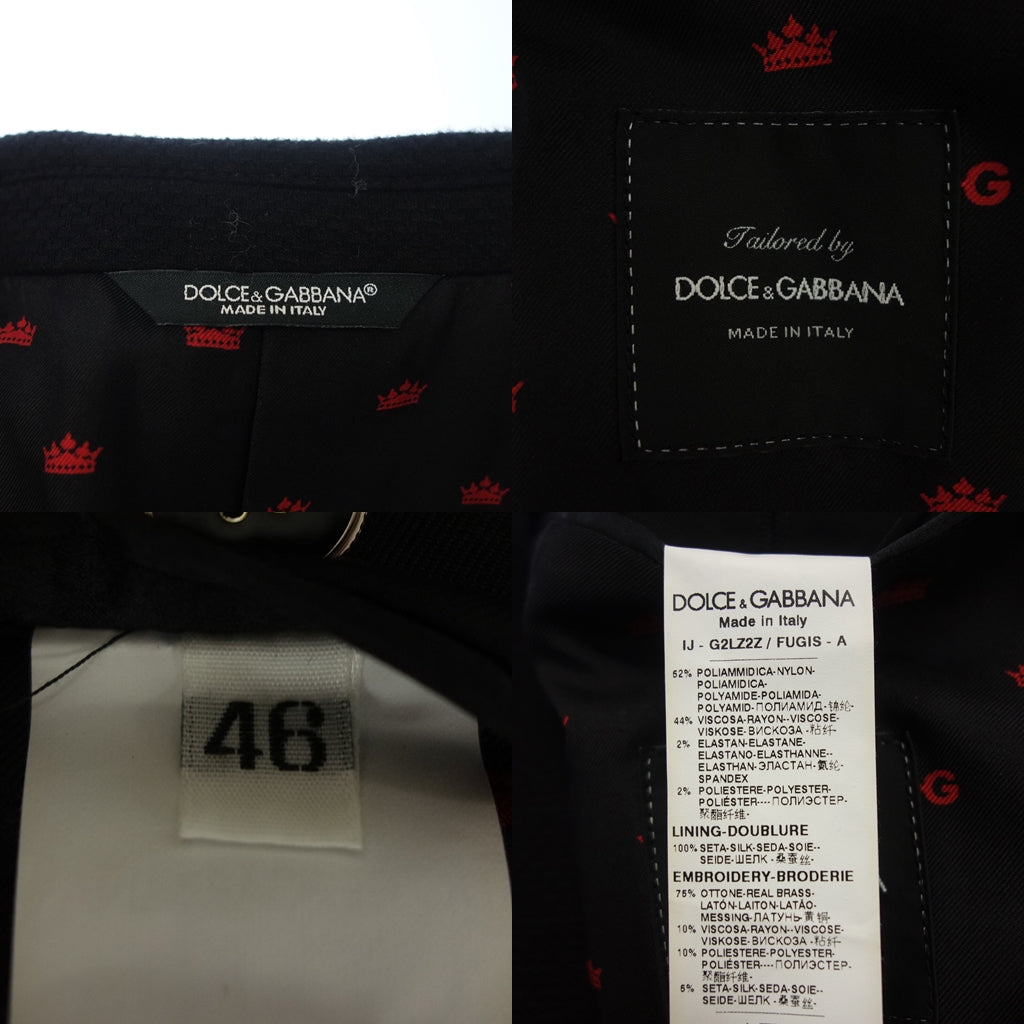 DOLCE & GABBANA®
MADE IN ITALY
Tailored by
DOLCE & GABBANA
MADE IN ITALY
G
46
DOLCE & GABBANA
Made in Italy
IJ - G2LZ2Z / FUGIS - A
52% POLIAMMIDICA-NYLON-
POLIAMIDICA-
POLYAMIDE-POLIAMIDA-
POLYAMID-ПОЛИАМИД-锦纶-
44% VISCOSA-RAYON--VISCOSE-
VISKOSE-ВИСКОЗА -粘纤-
2% ELASTAN-ELASTANE-
ELASTANO-ELASTHANNE--
ELASTHAN-ЭЛАСТАН-氨纶-
SPANDEX
2% POLIESTERE-POLYESTER-
POLIÉSTER----ПОЛИЭСТЕР-
聚酯纤维-
LINING-DOUBLURE
100% SETA-SILK-SEDA-SOIE--
SEIDE-ШЕЛК -桑蚕丝-
EMBROIDERY-BRODERIE
75% OTTONE-REAL BRASS-
LATÓN-LAITON-LATÃO-
MESSING-ЛАТУНЬ-黄铜-
10% VISCOSA-RAYON--VISCOSE-
VISKOSE-ВИСКОЗА -粘纤-
10% POLIESTERE-POLYESTER-
POLIÉSTER----ПОЛИЭСТЕР-
聚酯纤维-
5% SETA-SILK-SEDA-SOIE--
SEIDE-ШЕЛК -桑蚕丝-
G